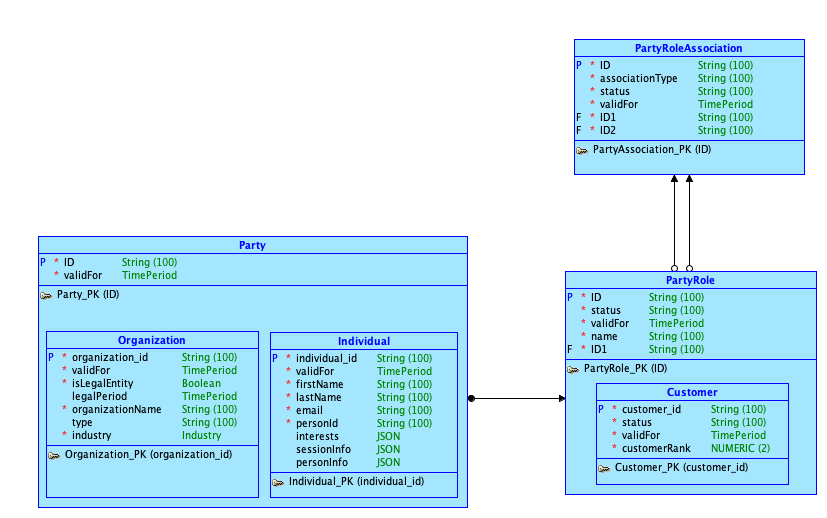 PartyRoleAssociation
P * ID String (100)
* associationType String (100)
* status String (100)
* validFor TimePeriod
F * ID1 String (100)
F * ID2 String (100)
PartyAssociation_PK (ID)
Party
P * ID String (100)
* validFor TimePeriod
Party_PK (ID)
Organization
P * organization_id String (100)
* validFor TimePeriod
* isLegalEntity Boolean
legalPeriod TimePeriod
* organizationName String (100)
type String (100)
* industry Industry
Organization_PK (organization_id)
Individual
P * individual_id String (100)
* validFor TimePeriod
* firstName String (100)
* lastName String (100)
* email String (100)
* personId String (100)
interests JSON
sessionInfo JSON
personInfo JSON
Individual_PK (individual_id)
PartyRole
P * ID String (100)
* status String (100)
* validFor TimePeriod
* name String (100)
F * ID1 String (100)
PartyRole_PK (ID)
Customer
P * customer_id String (100)
* status String (100)
* validFor TimePeriod
* customerRank NUMERIC (2)
Customer_PK (customer_id)